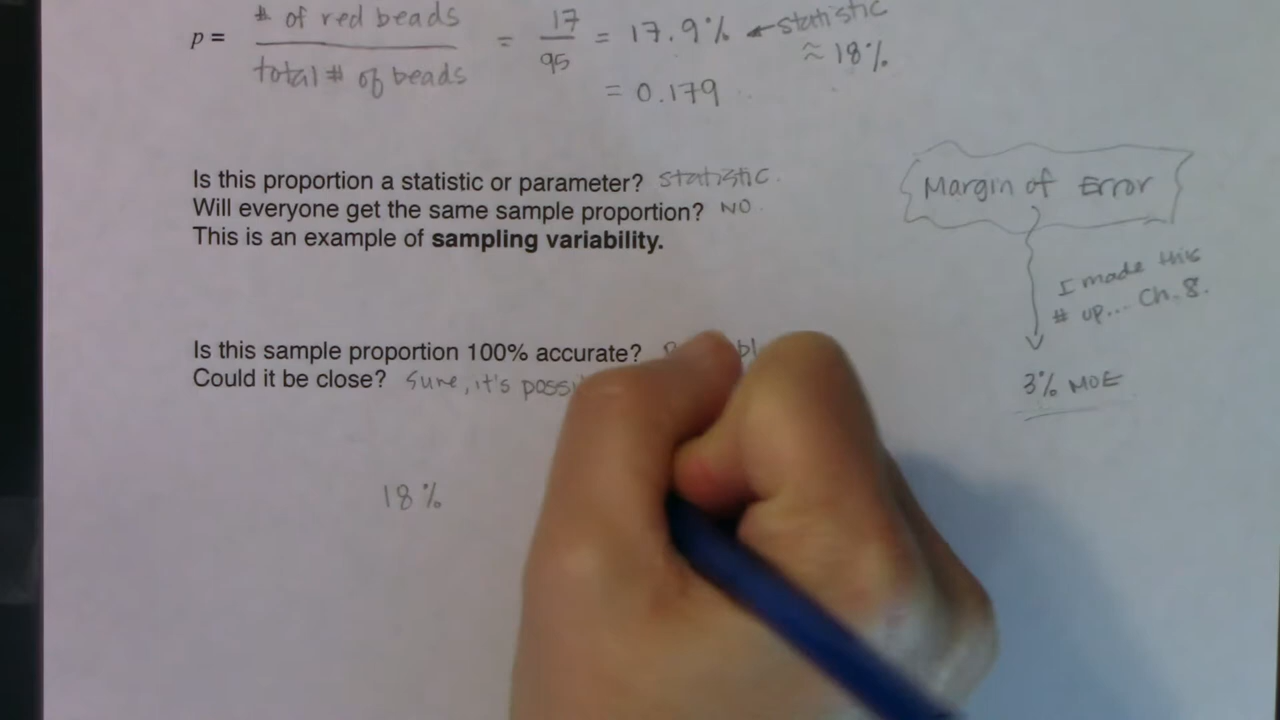 p = # of red beads / total # of beads = 17/95 = 17.9% ← statistic
≈ 18%
= 0.179
Is this proportion a statistic or parameter? statistic.
Will everyone get the same sample proportion? NO.
This is an example of sampling variability.
Margin of Error
I made this
# up... Ch. 8.
3% MOE
Is this sample proportion 100% accurate?
Could it be close? Sure, it's
18%